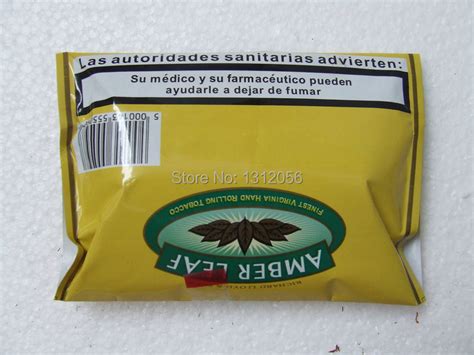 Las autoridades sanitarias advierten:
Su médico y su farmacéutico pueden
ayudarle a dejar de fumar
Store No: 1312056
FINEST VIRGINIA HAND ROLLING TOBACCO
AMBER LEAF